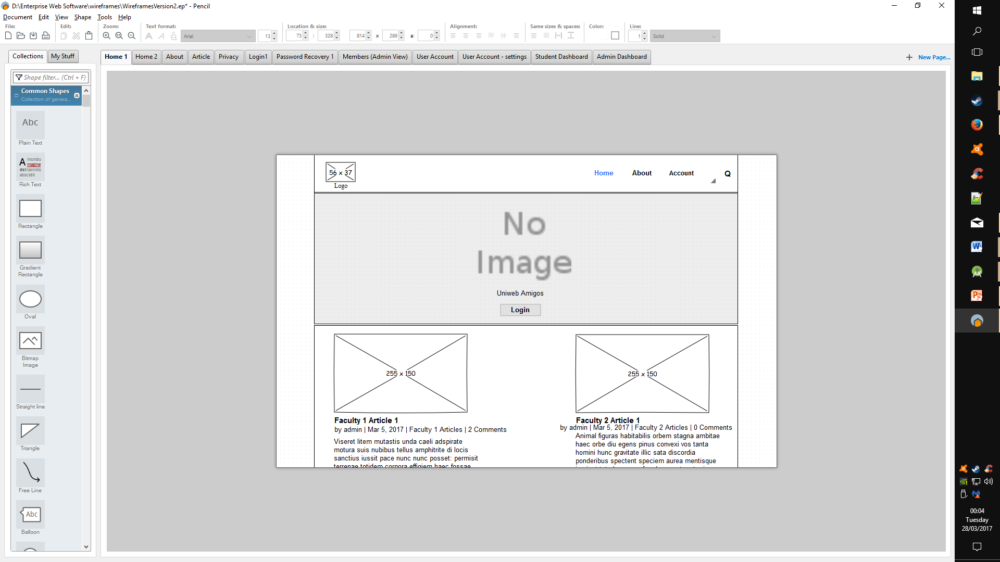 D:\Enterprise Web Software\wireframes\WireframesVersion2.ep* - Pencil
Document Edit View Shape Tools Help
File: Edit: Zoom: Text format: Location & size: Alignment: Same sizes & spaces: Color: Line:
1:1 A A Arial 13 73 : 328 814 x 286 a: 0 1 Solid
Collections My Stuff
Home 1 Home 2 About Article Privacy Login1 Password Recovery 1 Members (Admin View) User Account User Account - settings Student Dashboard Admin Dashboard
New Page...
Shape filter... (Ctrl + F)
Common Shapes
Collection of genera...
Abc
Plain Text
A mundu
magine
del tannito
abscidit
Rich Text
Rectangle
Gradient
Rectangle
Oval
Bitmap
Image
Straight line
Triangle
Free Line
Abc
Balloon
56 x 37
Logo
Home About Account Q
No
Image
Uniweb Amigos
Login
255 x 150
Faculty 1 Article 1
by admin | Mar 5, 2017 | Faculty 1 Articles | 2 Comments
Viseret litem mutastis unda caeli adspirate
motura suis nubibus tellus amphitrite di locis
sanctius iussit pace nunc nunc posset: permisit
terrenae totidem corpora effigiem haec fossae
255 x 150
Faculty 2 Article 1
by admin | Mar 5, 2017 | Faculty 2 Articles | 0 Comments
Animal figuras habitabilis orbem stagna ambitae
haec orbe diu egens pinus convexi vos tanta
homini hunc gravitate illic sata discordia
ponderibus spectent speciem aurea mentisque
00:04
Tuesday
28/03/2017